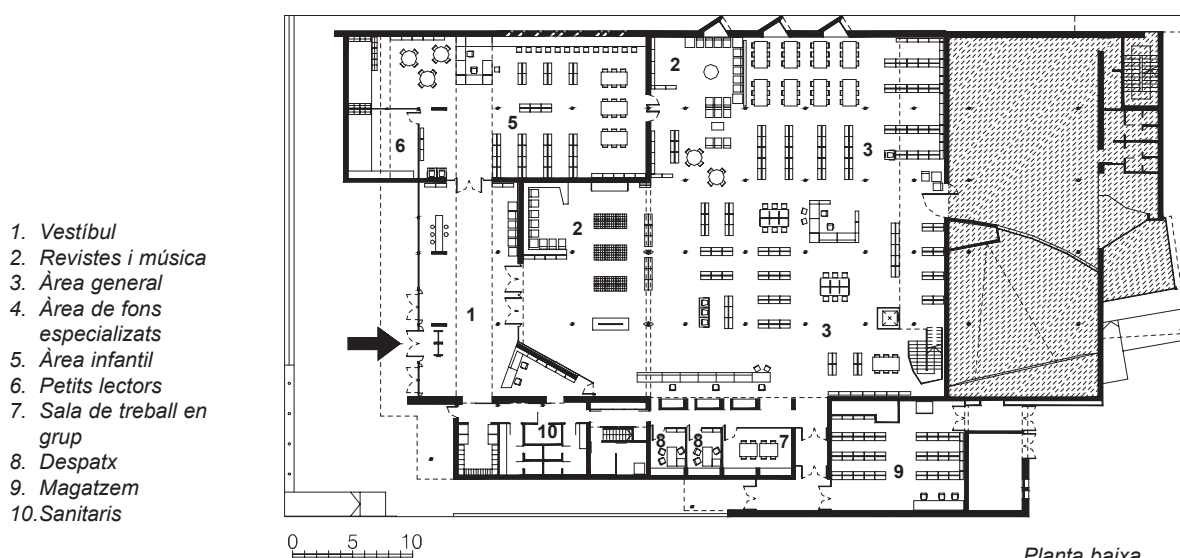 1. Vestíbul
2. Revistes i música
3. Àrea general
4. Àrea de fons
especialitzats
5. Àrea infantil
6. Petits lectors
7. Sala de treball en
grup
8. Despatx
9. Magatzem
10.Sanitaris
2
3
5
6
2
1
3
10
8
8
7
9
0 5 10
Planta baixa